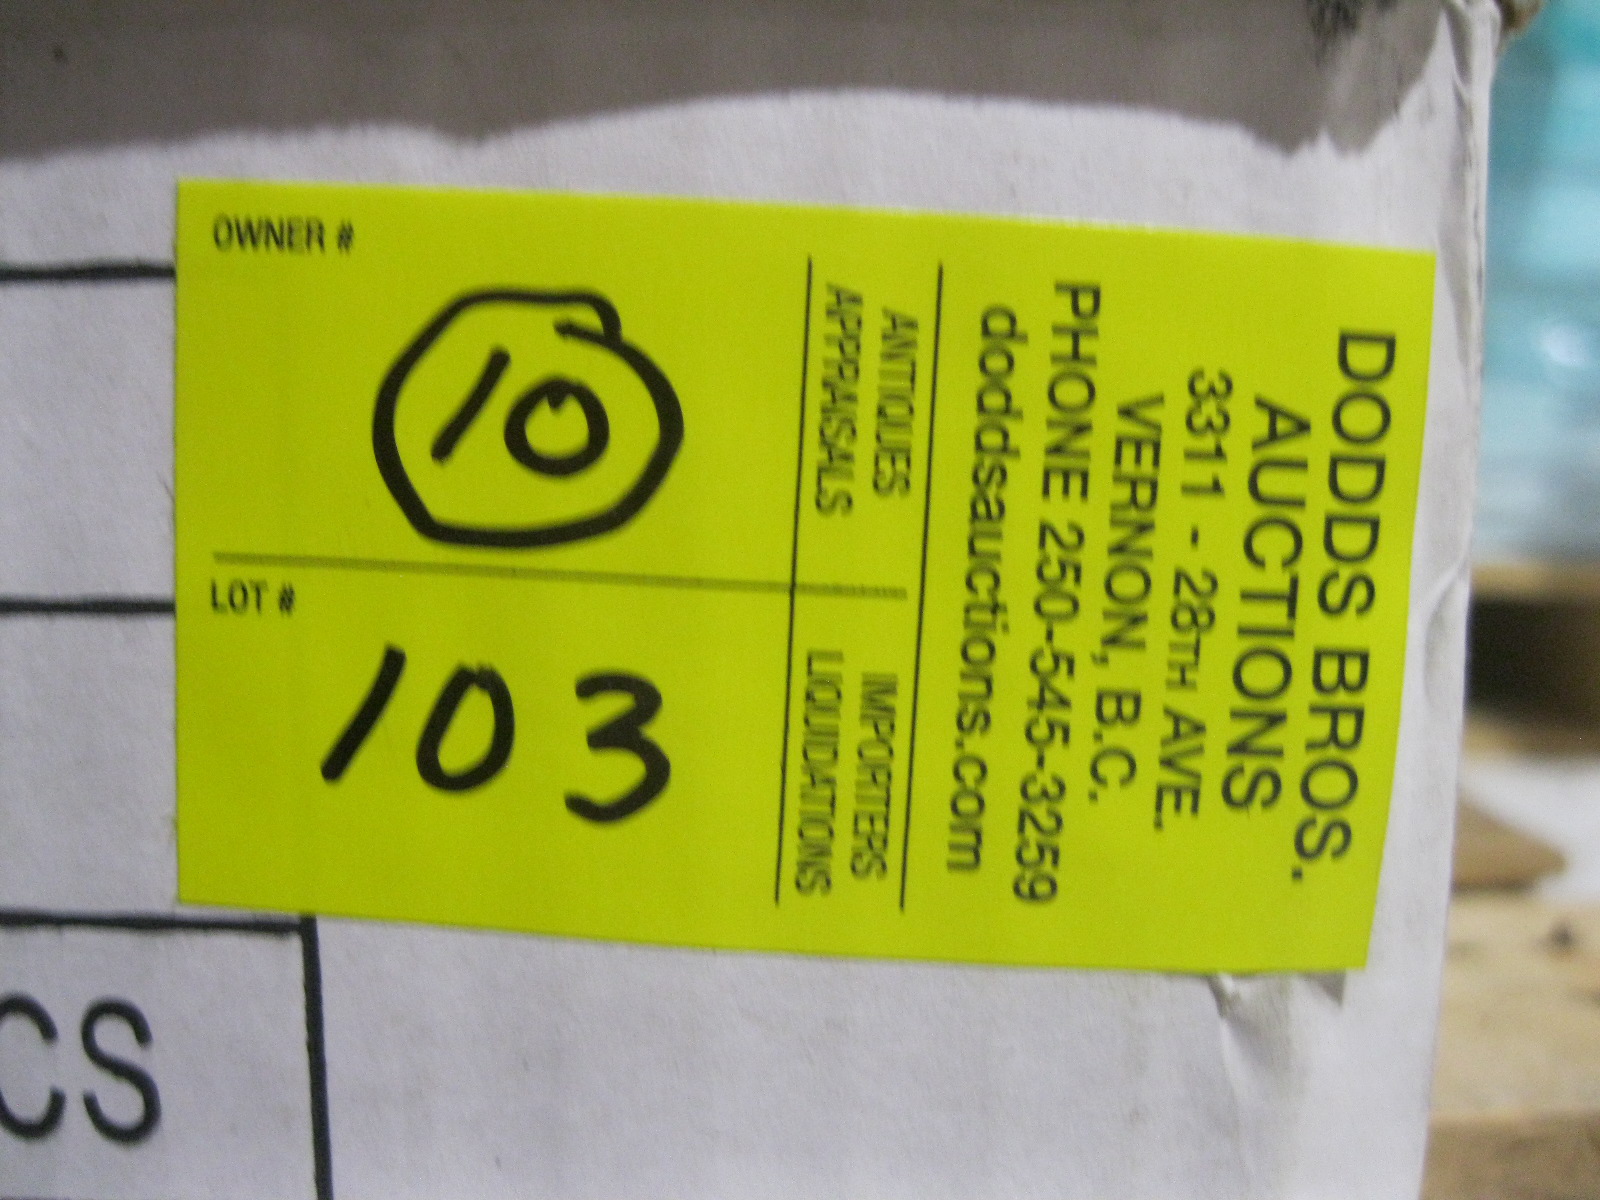 DODDS BROS.
AUCTIONS
3311 - 28TH AVE.
VERNON, B.C.
PHONE 250-545-3259
doddsauctions.com
ANTIQUES
APPRAISALS
IMPORTERS
LIQUIDATIONS
OWNER #
10
LOT #
103
CS